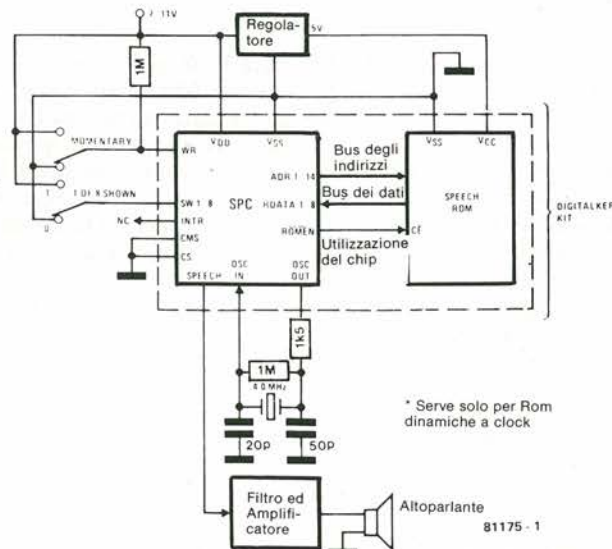 7 11V
Regola-
tore
5V
1M
MOMENTARY
WR
VDD
VSS
VSS
VCC
ADR 1 14
Bus degli
indirizzi
1
1 OF 8 SHOWN
0
SW 1 8
SPC
RDATA 1 8
Bus dei dati
SPEECH
ROM
NC
INTR
ROMEN
CE
Utilizzazione
del chip
CMS
CS
SPEECH
OSC
IN
OSC
OUT
DIGITALKER
KIT
1k5
1M
4.0MHz
20p
50p
* Serve solo per Rom
dinamiche a clock
Filtro ed
Amplifi-
catore
Altoparlante
81175 - 1